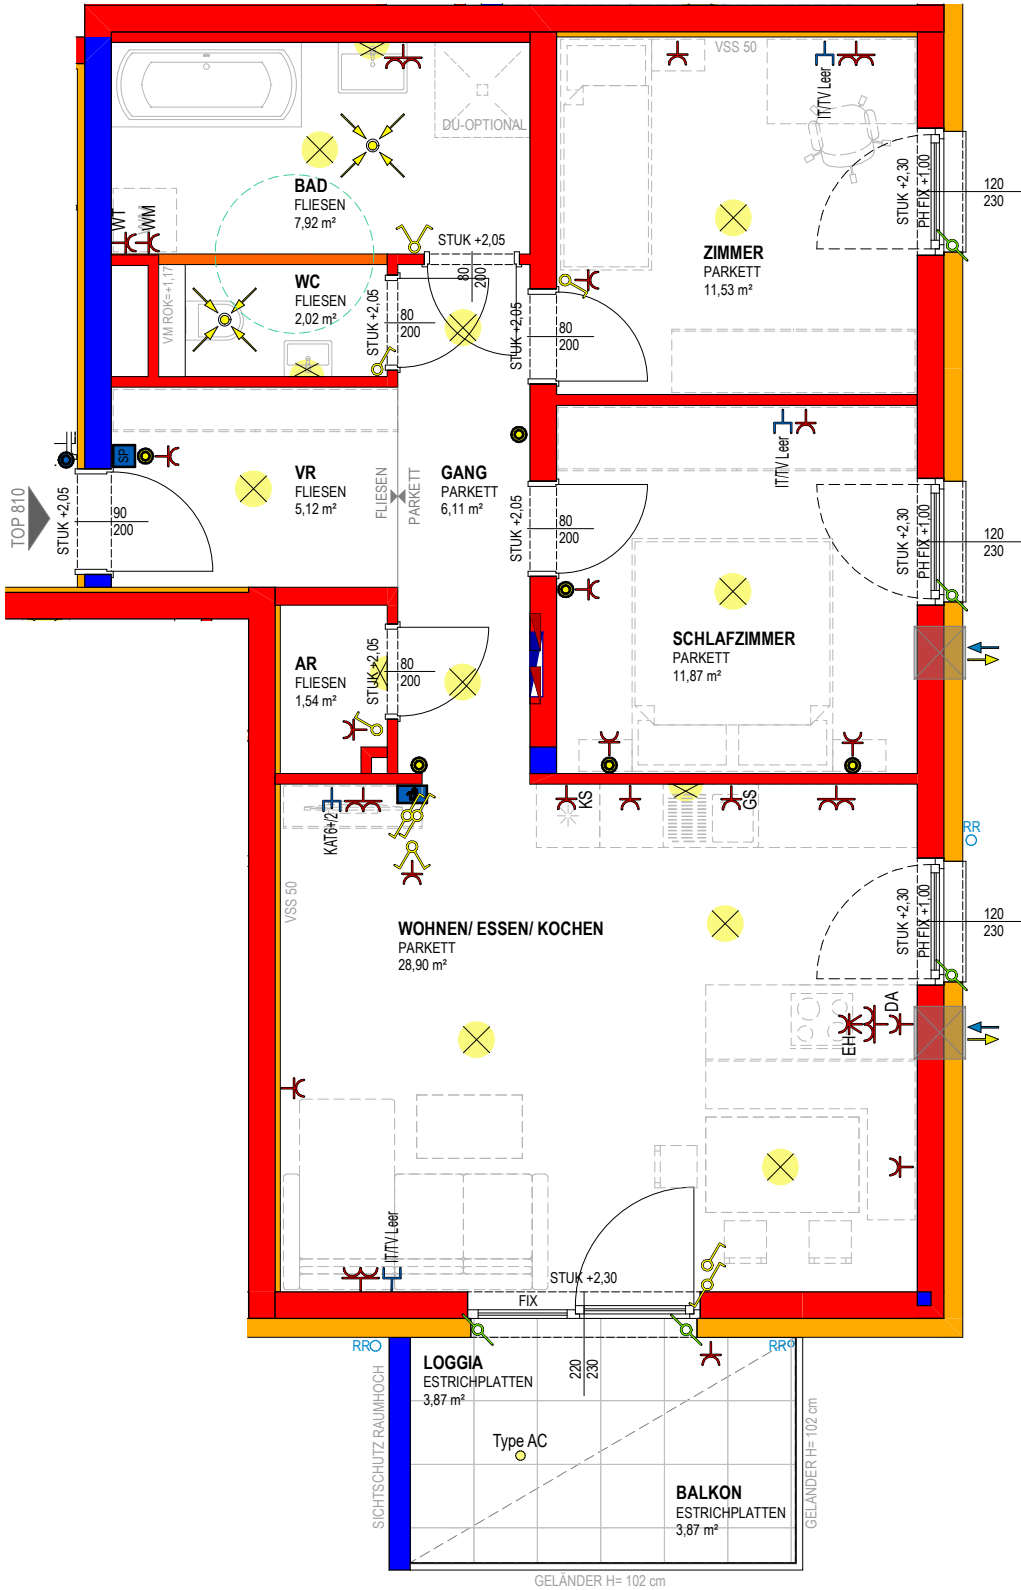 VSS 50
IT/TV Leer
DU-OPTIONAL
BAD
FLIESEN
7,92 m²
WT
WM
STUK +2,05
80
200
ZIMMER
PARKETT
11,53 m²
STUK +2,30
PH FIX +1,00
120
230
WC
FLIESEN
2,02 m²
VM ROK=+1,17
STUK +2,05
80
200
STUK +2,05
80
200
IT/TV Leer
SP
VR
FLIESEN
5,12 m²
FLIESEN
PARKETT
GANG
PARKETT
6,11 m²
TOP 810
STUK +2,05
90
200
STUK +2,05
80
200
STUK +2,30
PH FIX +1,00
120
230
SCHLAFZIMMER
PARKETT
11,87 m²
AR
FLIESEN
1,54 m²
STUK +2,05
80
200
KAT6+/2
KS
GS
RR
VSS 50
WOHNEN/ ESSEN/ KOCHEN
PARKETT
28,90 m²
STUK +2,30
PH FIX +1,00
120
230
EH
DA
IT/TV Leer
STUK +2,30
FIX
RR
RR
LOGGIA
ESTRICHPLATTEN
3,87 m²
220
230
SICHTSCHUTZ RAUMHOCH
GELÄNDER H= 102 cm
Type AC
BALKON
ESTRICHPLATTEN
3,87 m²
GELÄNDER H= 102 cm